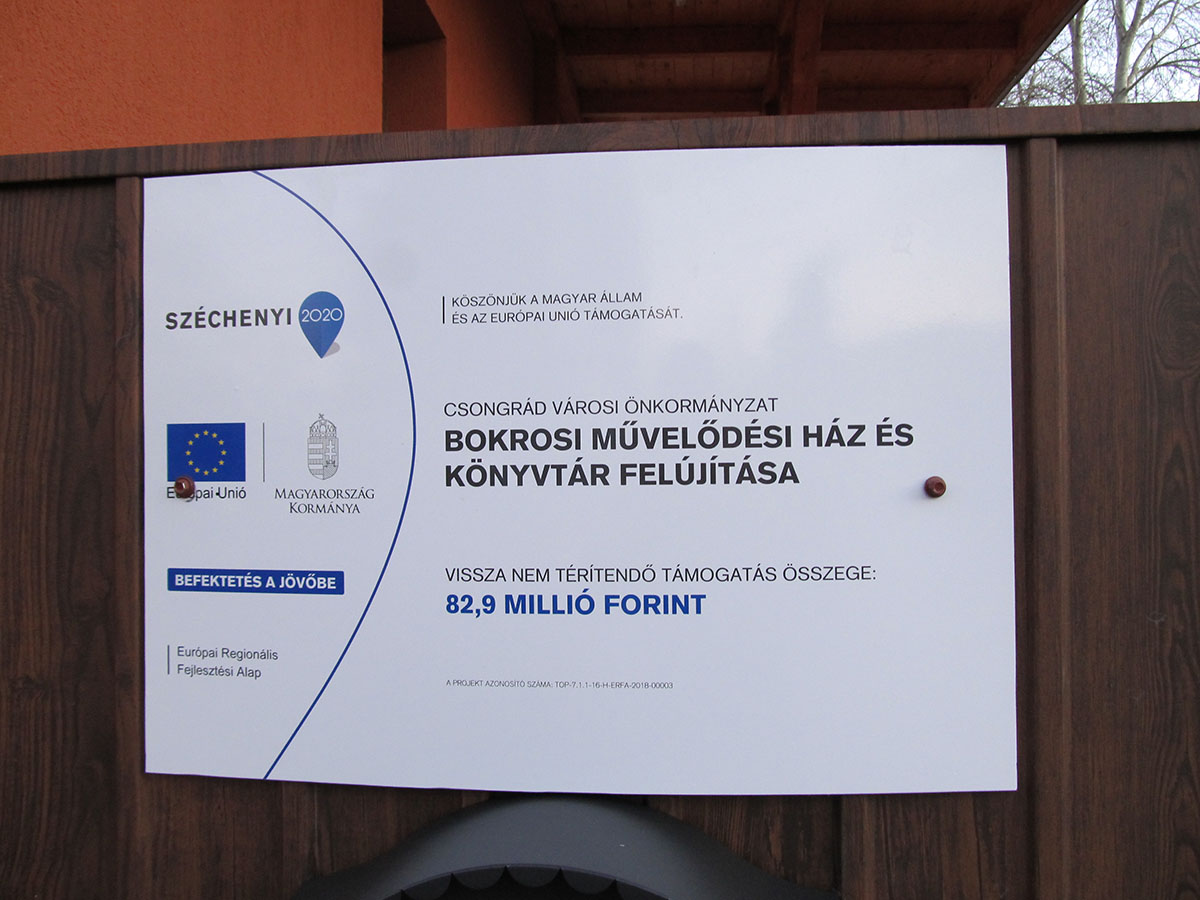 SZÉCHENYI 2020
Európai Unió
MAGYARORSZÁG
KORMÁNYA
BEFEKTETÉS A JÖVŐBE
Európai Regionális
Fejlesztési Alap
KÖSZÖNJÜK A MAGYAR ÁLLAM
ÉS AZ EURÓPAI UNIÓ TÁMOGATÁSÁT.
CSONGRÁD VÁROSI ÖNKORMÁNYZAT
BOKROSI MŰVELŐDÉSI HÁZ ÉS
KÖNYVTÁR FELÚJÍTÁSA
VISSZA NEM TÉRÍTENDŐ TÁMOGATÁS ÖSSZEGE:
82,9 MILLIÓ FORINT
A PROJEKT AZONOSÍTÓ SZÁMA: TOP-7.1.1-16-H-ERFA-2018-00003